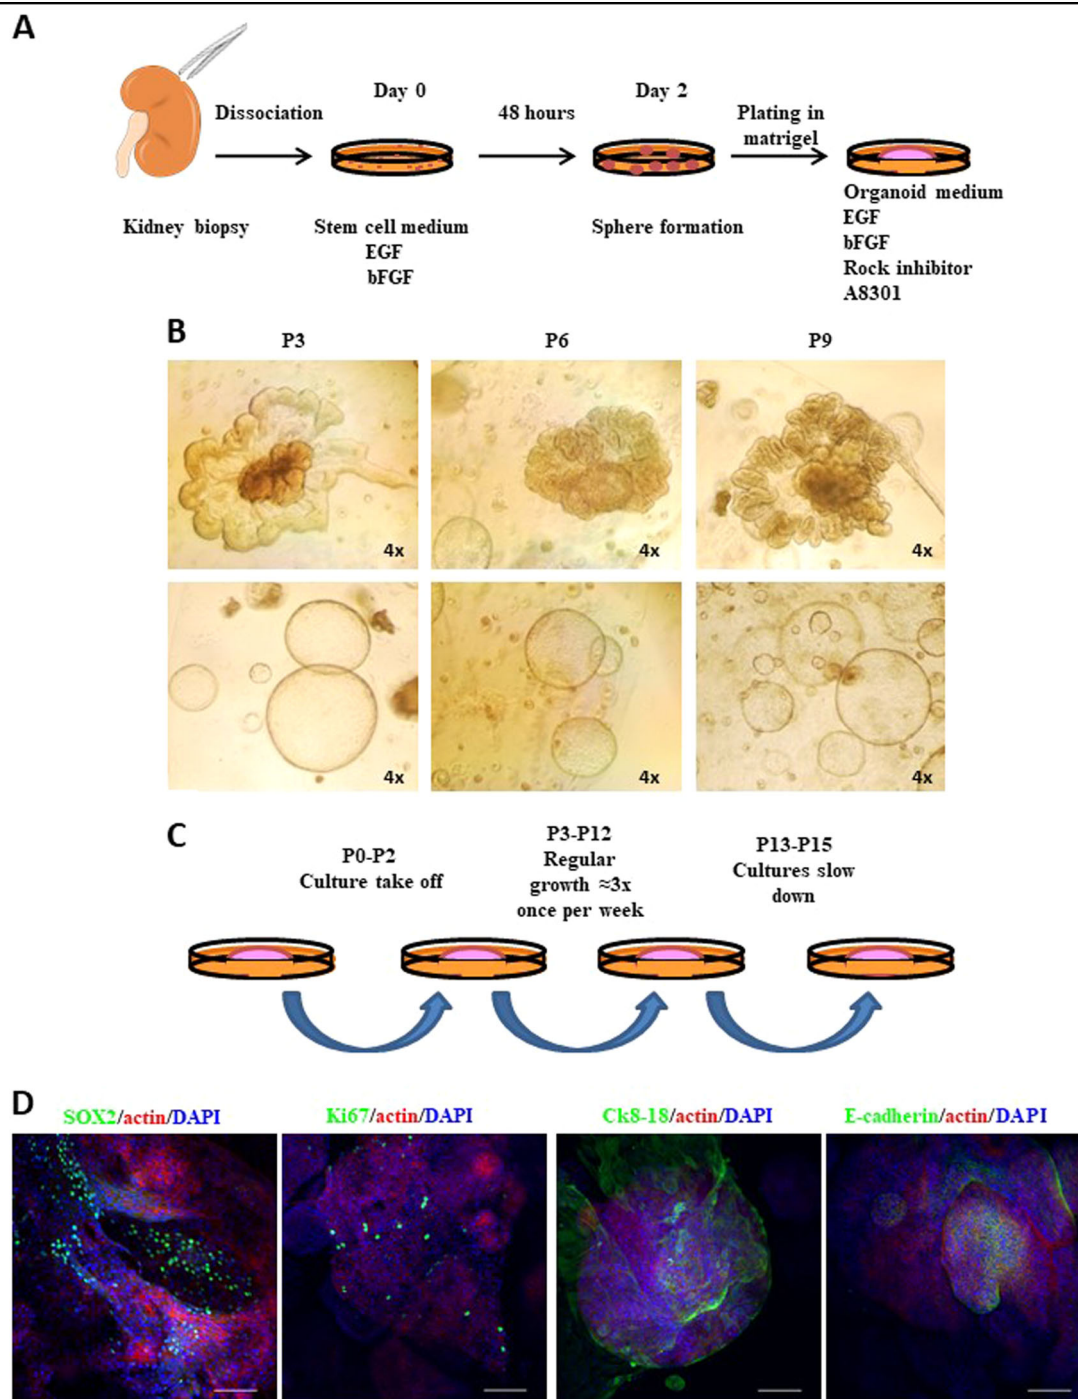 A
Dissociation
Day 0
48 hours
Day 2
Plating in
matrigel
Kidney biopsy
Stem cell medium
EGF
bFGF
Sphere formation
Organoid medium
EGF
bFGF
Rock inhibitor
A8301
B
P3
P6
P9
4x
4x
4x
4x
4x
4x
C
P0-P2
Culture take off
P3-P12
Regular
growth ≈3x
once per week
P13-P15
Cultures slow
down
D
SOX2/actin/DAPI
Ki67/actin/DAPI
Ck8-18/actin/DAPI
E-cadherin/actin/DAPI